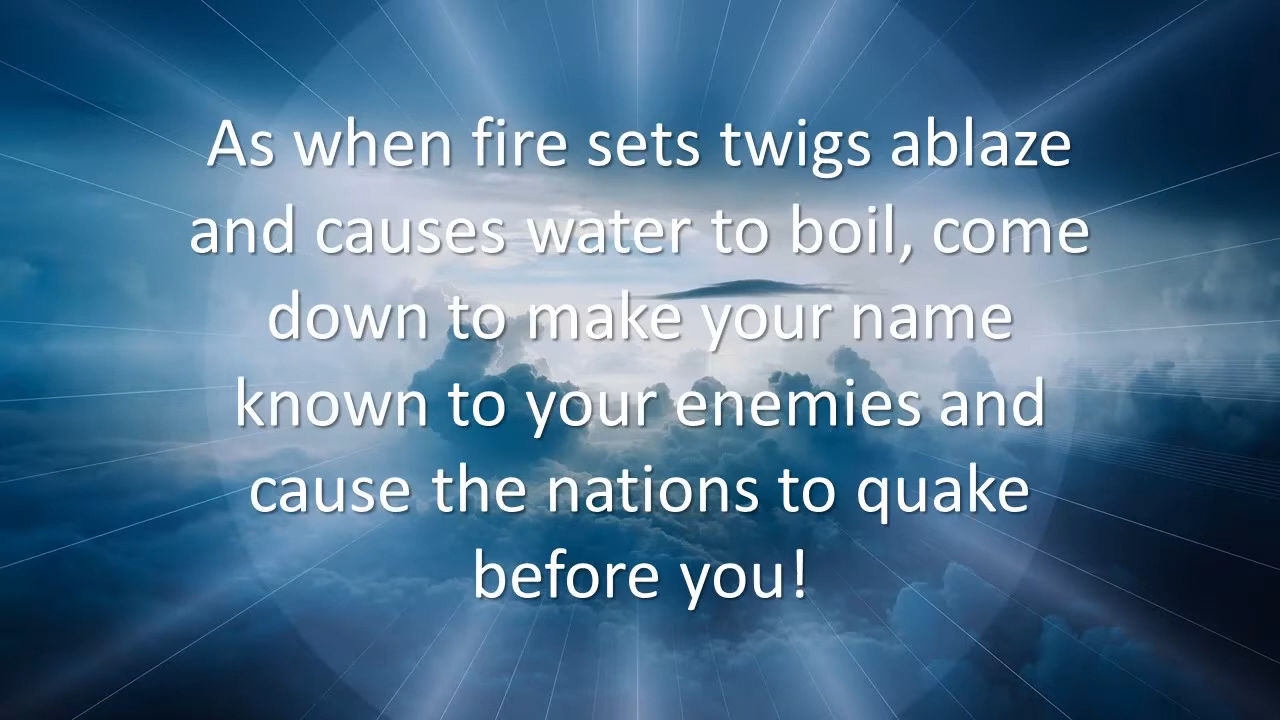 As when fire sets twigs ablaze
and causes water to boil, come
down to make your name
known to your enemies and
cause the nations to quake
before you!